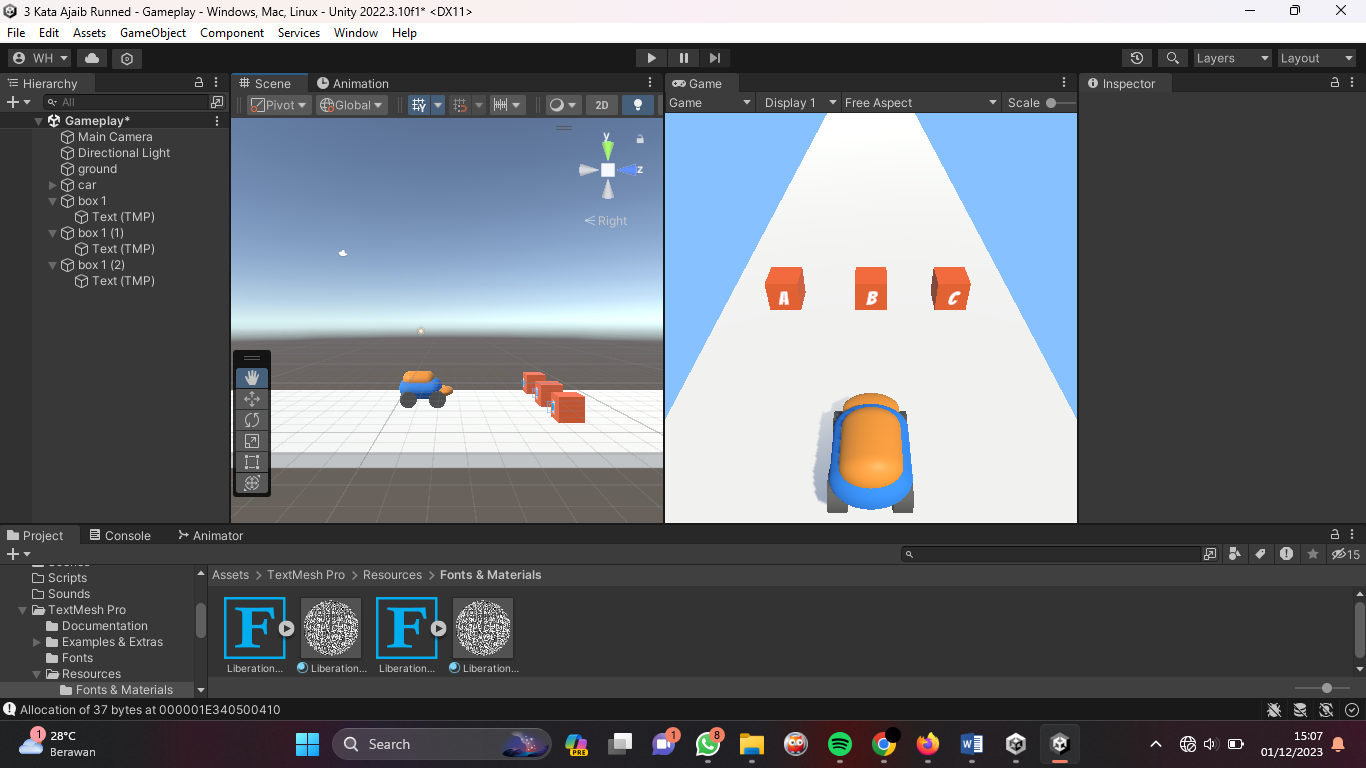 3 Kata Ajaib Runned - Gameplay - Windows, Mac, Linux - Unity 2022.3.10f1* <DX11>
File Edit Assets GameObject Component Services Window Help
WH Layers Layout
Hierarchy
All
Gameplay*
Main Camera
Directional Light
ground
car
box 1
Text (TMP)
box 1 (1)
Text (TMP)
box 1 (2)
Text (TMP)
Scene Animation
Pivot Global 2D
y
z
Right
Game
Game Display 1 Free Aspect Scale
A B C
Inspector
Project Console Animator
15
Scripts
Sounds
TextMesh Pro
Documentation
Examples & Extras
Fonts
Resources
Fonts & Materials
Assets > TextMesh Pro > Resources > Fonts & Materials
F F
Liberation... Liberation... Liberation... Liberation...
Allocation of 37 bytes at 000001E340500410
1
28°C
Berawan
Search
PRE
1
8
W
15:07
01/12/2023